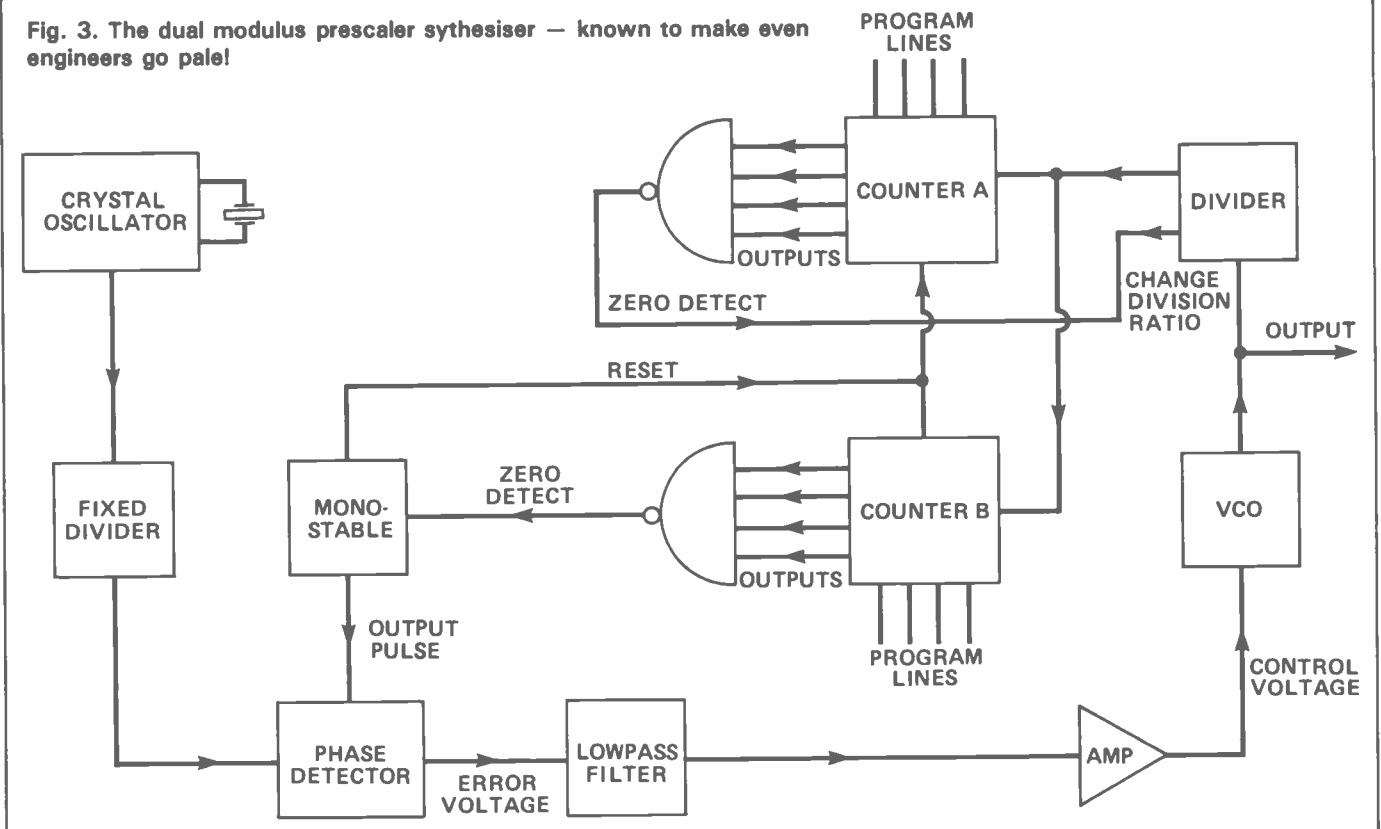 Fig. 3. The dual modulus prescaler sythesiser — known to make even
engineers go pale!
PROGRAM
LINES
CRYSTAL
OSCILLATOR
COUNTER A
DIVIDER
OUTPUTS
ZERO DETECT
CHANGE
DIVISION
RATIO
OUTPUT
RESET
FIXED
DIVIDER
MONO-
STABLE
ZERO
DETECT
COUNTER B
VCO
OUTPUTS
OUTPUT
PULSE
PROGRAM
LINES
CONTROL
VOLTAGE
PHASE
DETECTOR
ERROR
VOLTAGE
LOWPASS
FILTER
AMP